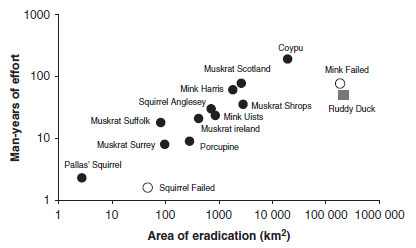 Man-years of effort
1000
100
10
1
Coypu
Muskrat Scotland
Mink Failed
Mink Harris
Squirrel Anglesey
Muskrat Shrops
Ruddy Duck
Muskrat Suffolk
Mink Uists
Muskrat ireland
Muskrat Surrey
Porcupine
Pallas' Squirrel
Squirrel Failed
1 10 100 1000 10 000 100 000 1000 000
Area of eradication (km²)